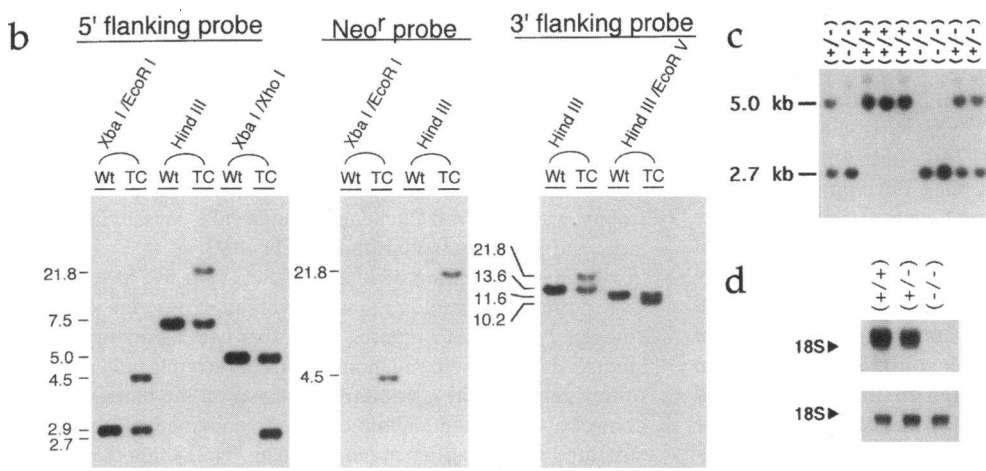 b
5' flanking probe
Xba I /EcoR I
Hind III
Xba I /Xho I
Wt TC Wt TC Wt TC
21.8
7.5
5.0
4.5
2.9
2.7
Neoʳ probe
Xba I /EcoR I
Hind III
Wt TC Wt TC
21.8
4.5
3' flanking probe
Hind III
Hind III /EcoR V
Wt TC Wt TC
21.8
13.6
11.6
10.2
c
(+/-) (-/-) (+/+) (+/+) (+/+) (-/-) (-/-) (+/-) (+/-)
5.0 kb
2.7 kb
d
(+/+) (+/-) (-/-)
18S
18S